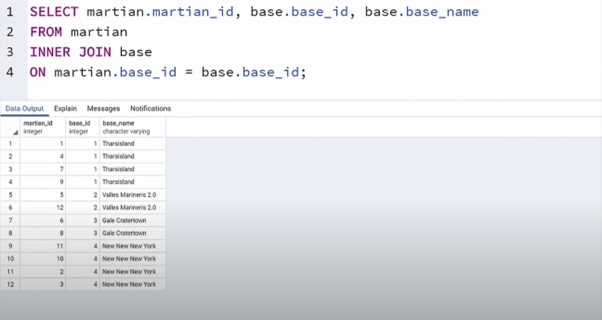 1 SELECT martian.martian_id, base.base_id, base.base_name
2 FROM martian
3 INNER JOIN base
4 ON martian.base_id = base.base_id;
Data Output Explain Messages Notifications
martian_id integer base_id integer base_name character varying
1 1 1 Tharsisland
2 4 1 Tharsisland
3 7 1 Tharsisland
4 9 1 Tharsisland
5 5 2 Valles Marineris 2.0
6 12 2 Valles Marineris 2.0
7 6 3 Gale Cratertown
8 8 3 Gale Cratertown
9 11 4 New New New York
10 10 4 New New New York
11 2 4 New New New York
12 3 4 New New New York